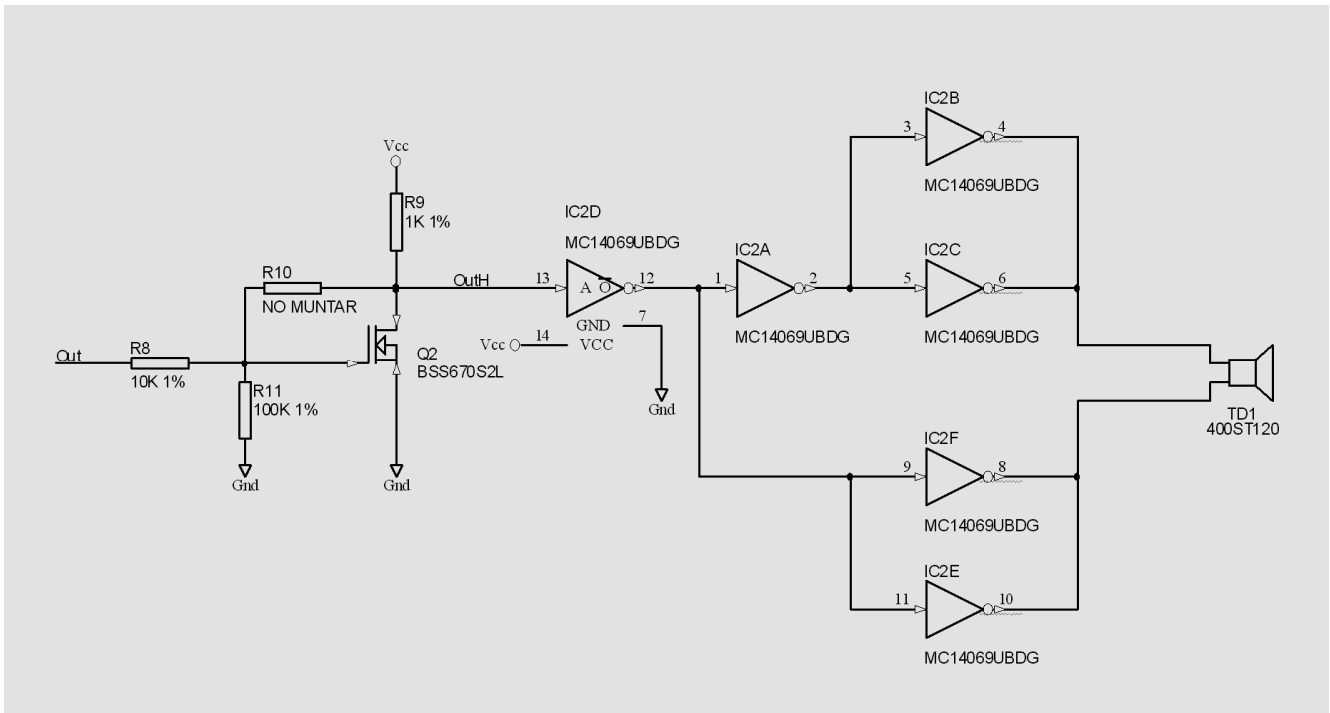 IC2B
3
4
MC14069UBDG
Vcc
R9
1K 1%
IC2D
MC14069UBDG
IC2A
IC2C
R10
NO MUNTAR
OutH
13
A O
12
1
2
5
6
GND
7
MC14069UBDG
MC14069UBDG
Vcc
14
VCC
Out
R8
10K 1%
Q2
BSS670S2L
R11
100K 1%
Gnd
TD1
400ST120
IC2F
Gnd
Gnd
9
8
MC14069UBDG
IC2E
11
10
MC14069UBDG